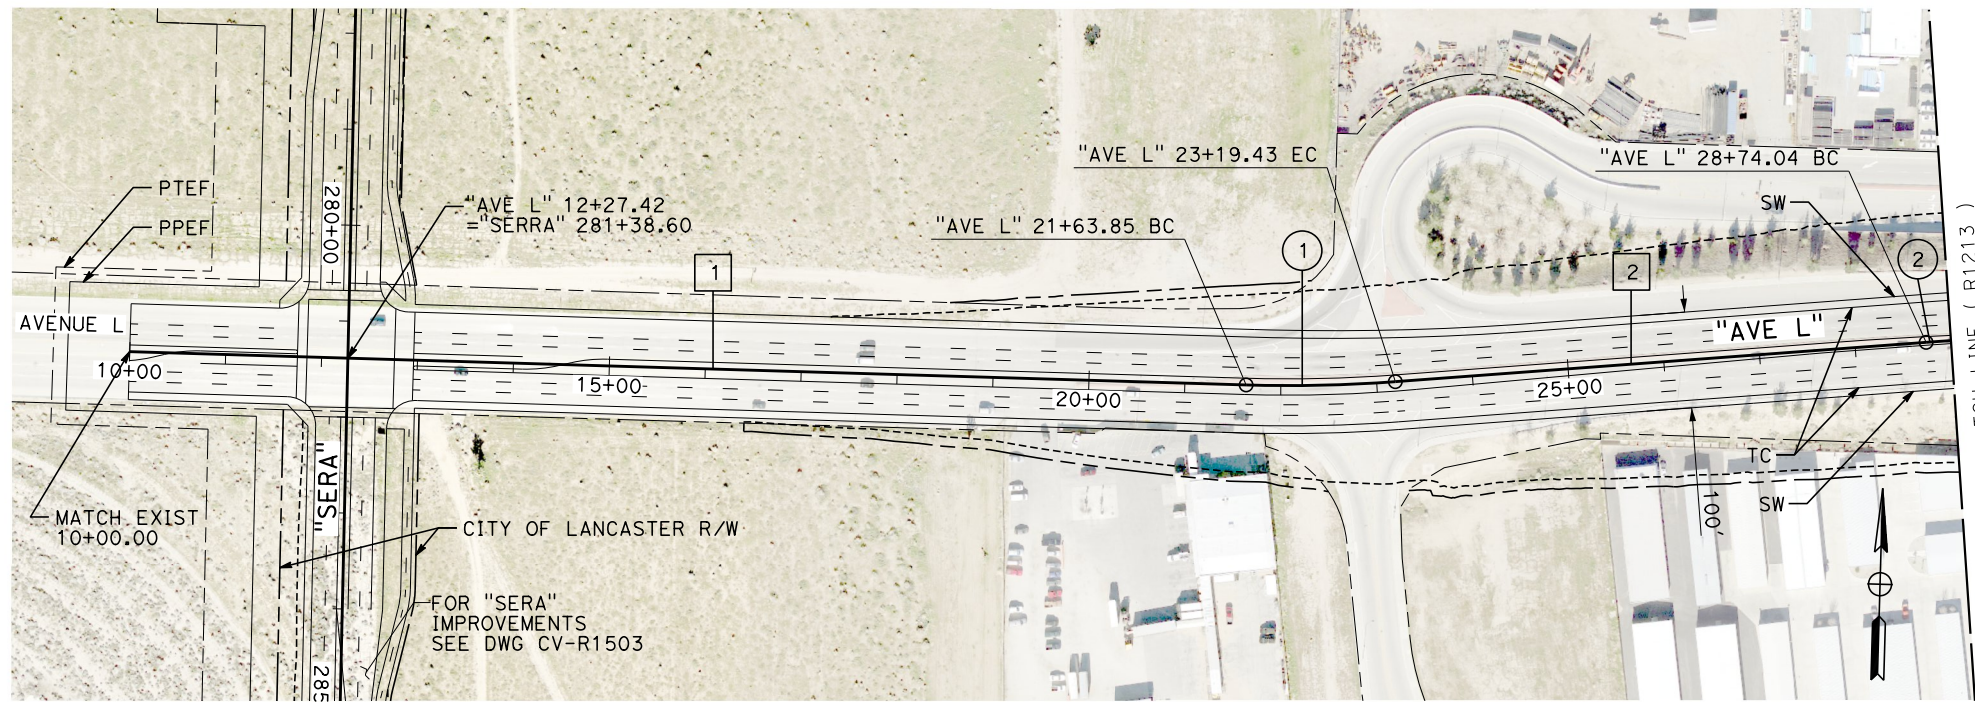 "AVE L" 23+19.43 EC
"AVE L" 28+74.04 BC
PTEF
280+00
"AVE L" 12+27.42
="SERRA" 281+38.60
SW
PPEF
"AVE L" 21+63.85 BC
1
1
2
2
AVENUE L
"AVE L"
10+00
15+00
20+00
25+00
"SERA"
TC
SW
100'
MATCH EXIST
10+00.00
CITY OF LANCASTER R/W
FOR "SERA"
IMPROVEMENTS
SEE DWG CV-R1503
285
LINE ( R1213 )